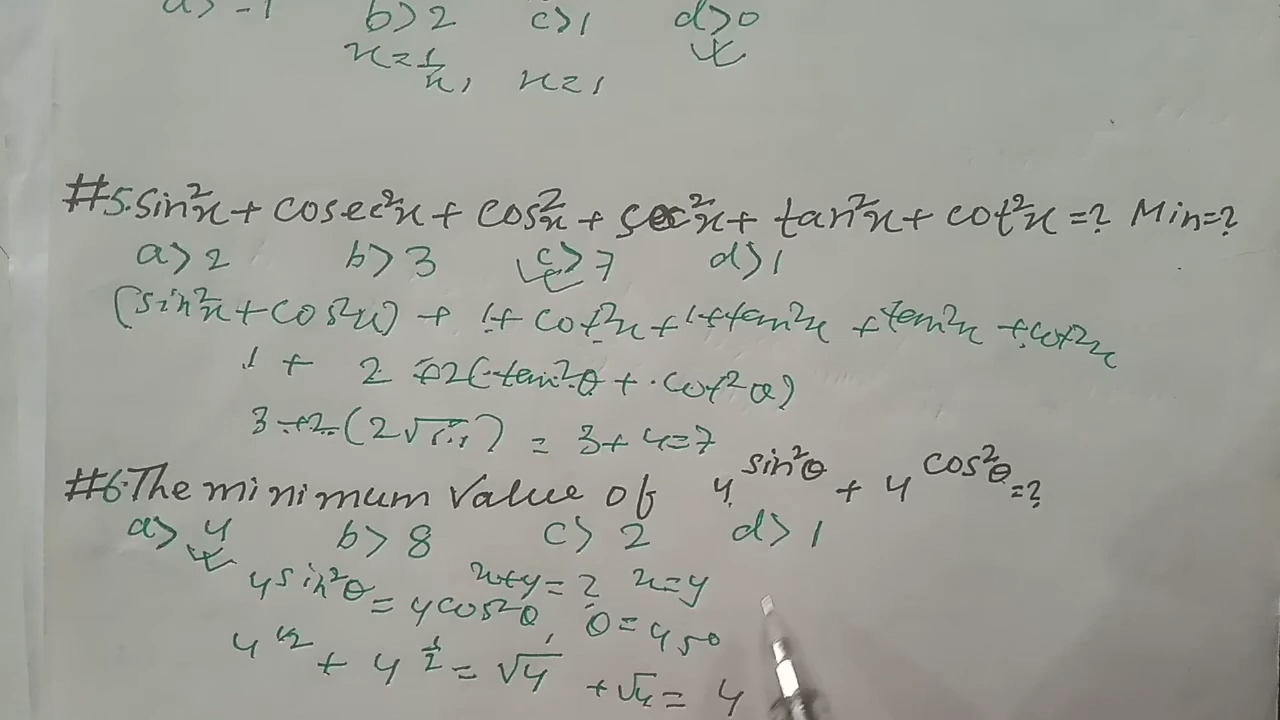 a> -1 b> 2 c> 1 d> 0
x = 1/x, x = 1
#5. sin²x + cosec²x + cos²x + sec²x + tan²x + cot²x = ? Min = ?
a> 2 b> 3 c> 7 d> 1
(sin²x + cos²x) + 1 + cot²x + 1 + tan²x + tan²x + cot²x
1 + 2 + 2(tan²θ + cot²θ)
3 + 2(2√1.1) = 3 + 4 = 7
#6. The minimum value of 4^sin²θ + 4^cos²θ = ?
a> 4 b> 8 c> 2 d> 1
x+y = ? x = y
4^sin²θ = 4^cos²θ, θ = 45°
4^1/2 + 4^1/2 = √4 + √4 = 4